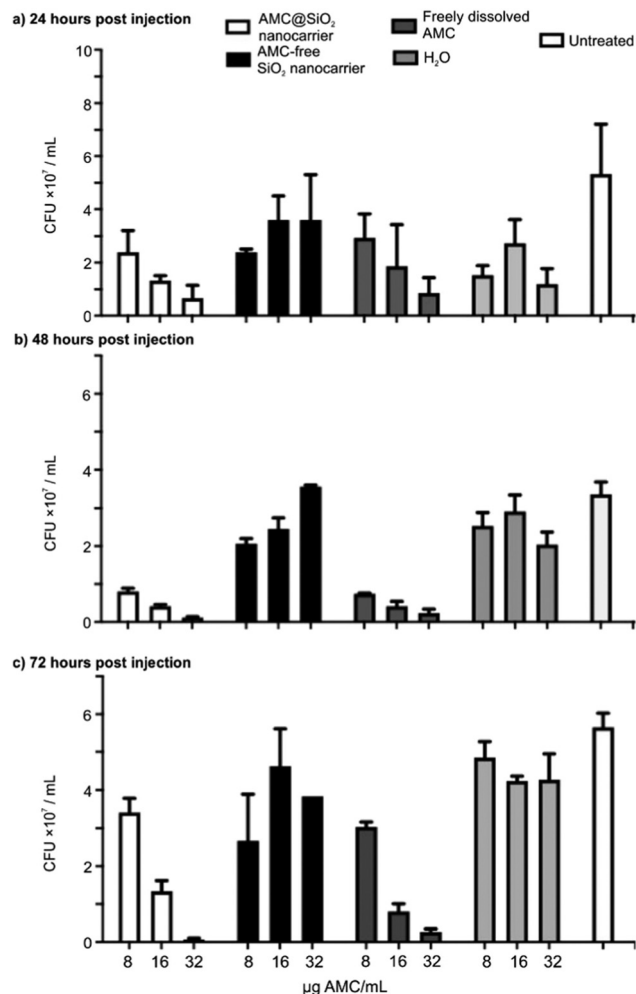 a) 24 hours post injection
AMC@SiO₂
nanocarrier
AMC-free
SiO₂ nanocarrier
Freely dissolved
AMC
H₂O
Untreated
10
8
6
4
2
0
CFU ×10⁷ / mL
b) 48 hours post injection
6
4
2
0
CFU ×10⁷ / mL
c) 72 hours post injection
6
4
2
0
CFU ×10⁷ / mL
8 16 32 8 16 32 8 16 32 8 16 32
µg AMC/mL